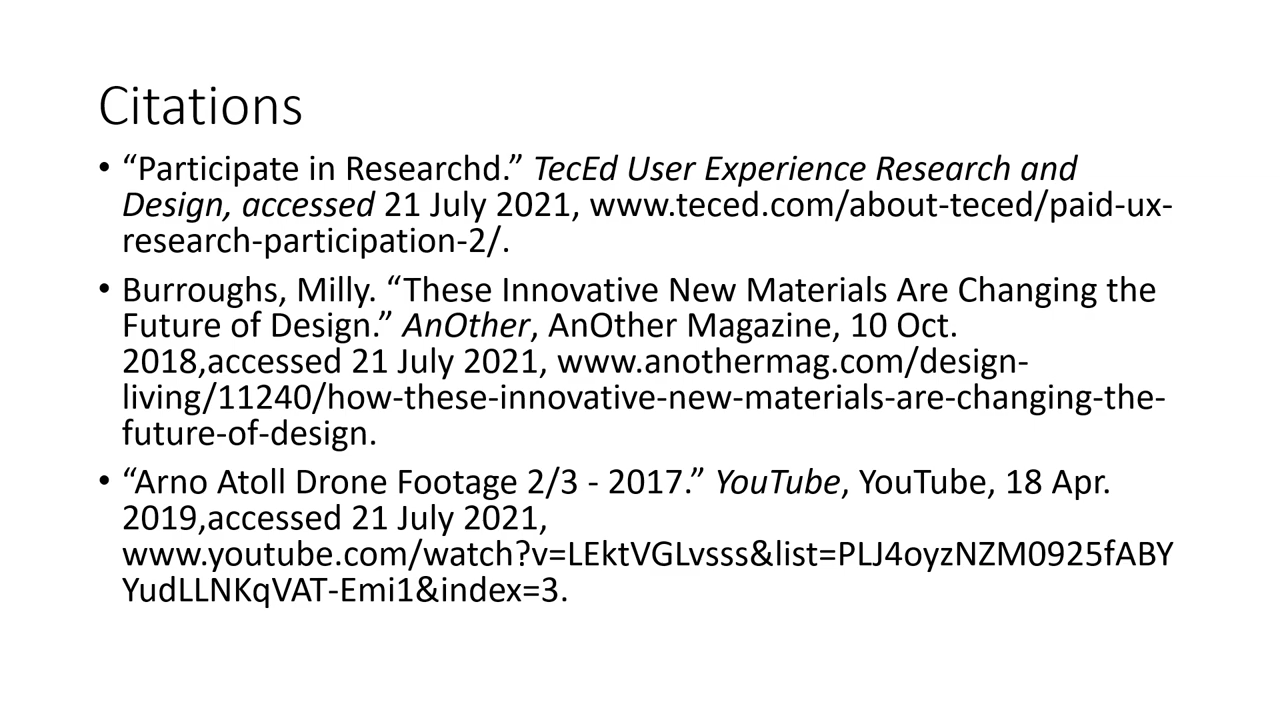 Citations
• “Participate in Researchd.” TecEd User Experience Research and
Design, accessed 21 July 2021, www.teced.com/about-teced/paid-ux-
research-participation-2/.
• Burroughs, Milly. “These Innovative New Materials Are Changing the
Future of Design.” AnOther, AnOther Magazine, 10 Oct.
2018,accessed 21 July 2021, www.anothermag.com/design-
living/11240/how-these-innovative-new-materials-are-changing-the-
future-of-design.
• “Arno Atoll Drone Footage 2/3 - 2017.” YouTube, YouTube, 18 Apr.
2019,accessed 21 July 2021,
www.youtube.com/watch?v=LEktVGLvsss&list=PLJ4oyzNZM0925fABY
YudLLNKqVAT-Emi1&index=3.